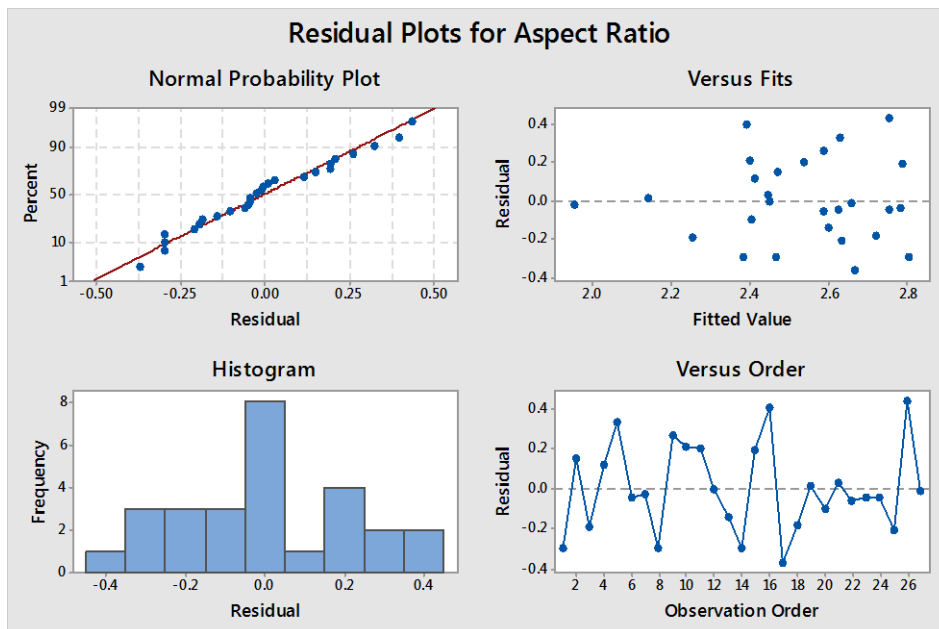 Residual Plots for Aspect Ratio
Normal Probability Plot
99
90
50
10
1
Percent
-0.50 -0.25 0.00 0.25 0.50
Residual
Versus Fits
0.4
0.2
0.0
-0.2
-0.4
Residual
2.0 2.2 2.4 2.6 2.8
Fitted Value
Histogram
8
6
4
2
0
Frequency
-0.4 -0.2 0.0 0.2 0.4
Residual
Versus Order
0.4
0.2
0.0
-0.2
-0.4
Residual
2 4 6 8 10 12 14 16 18 20 22 24 26
Observation Order